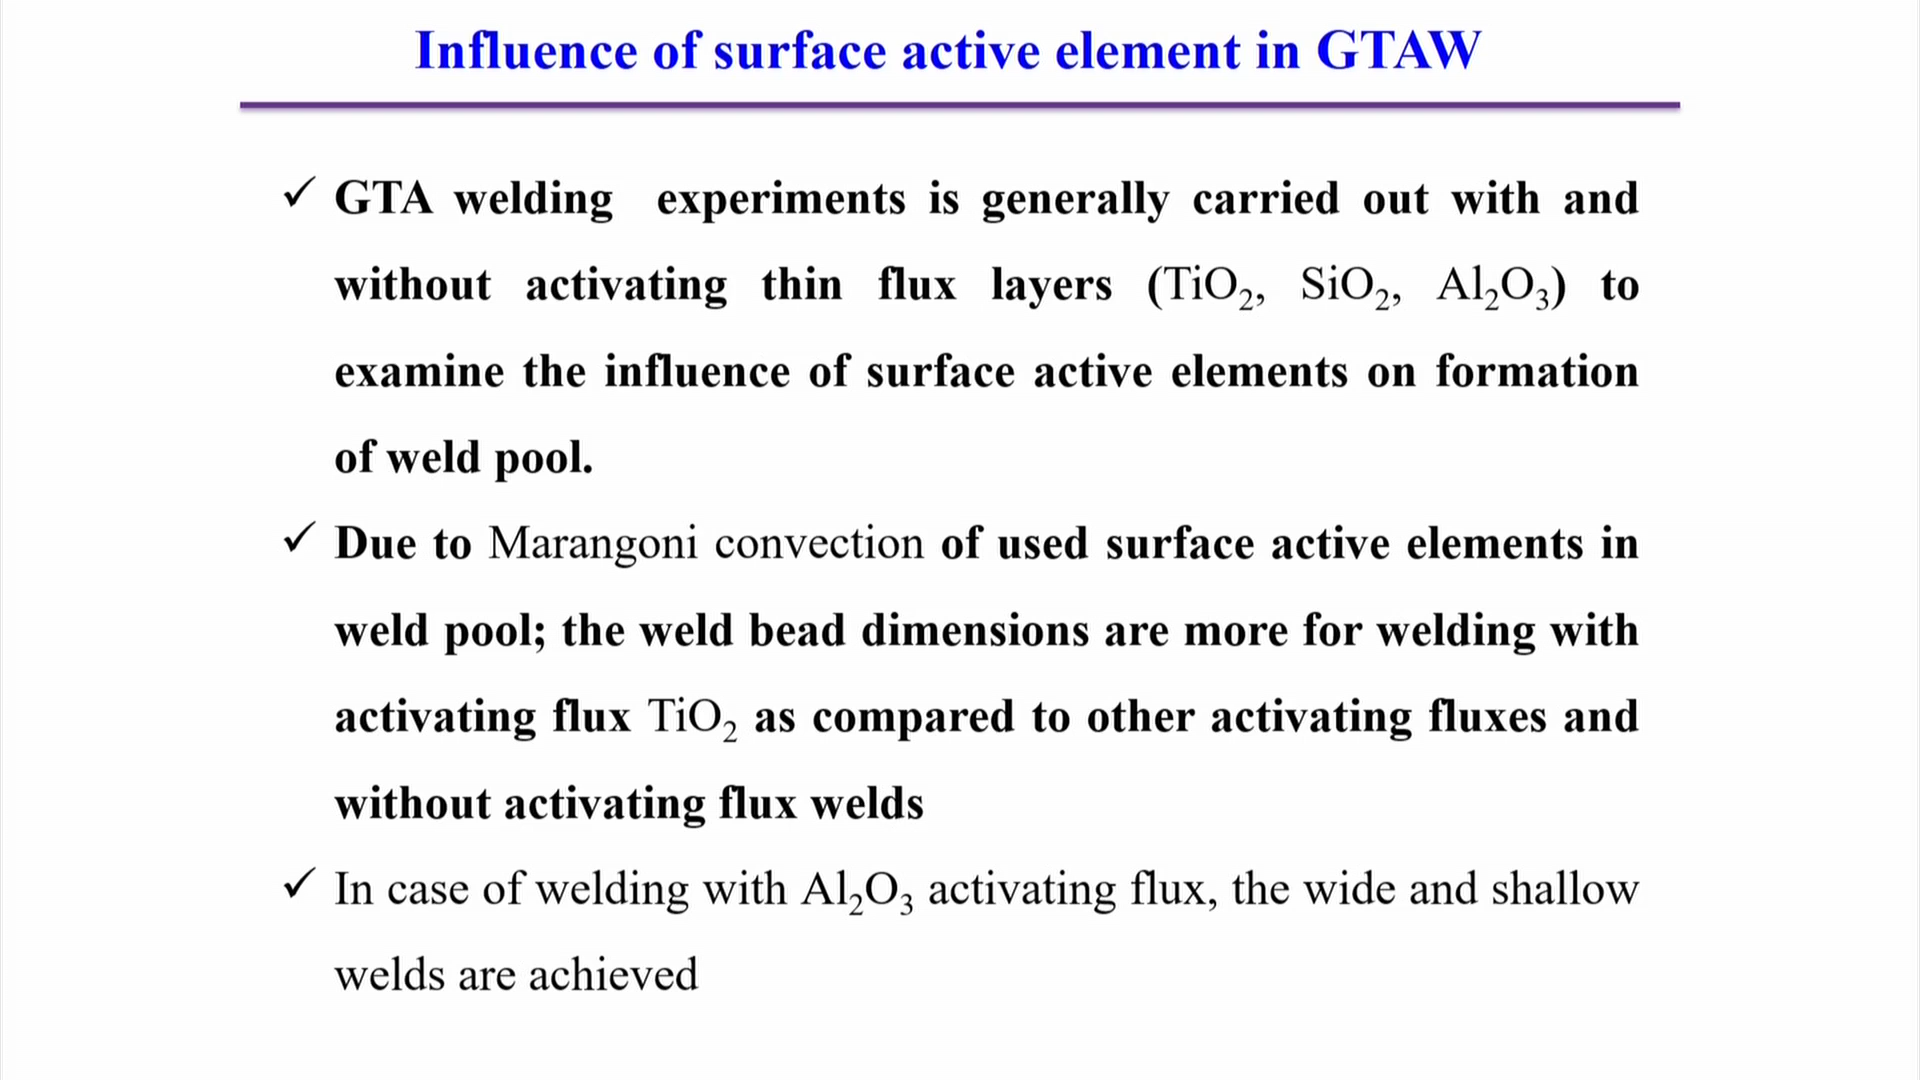 Influence of surface active element in GTAW
✓ GTA welding experiments is generally carried out with and
without activating thin flux layers (TiO₂, SiO₂, Al₂O₃) to
examine the influence of surface active elements on formation
of weld pool.
✓ Due to Marangoni convection of used surface active elements in
weld pool; the weld bead dimensions are more for welding with
activating flux TiO₂ as compared to other activating fluxes and
without activating flux welds
✓ In case of welding with Al₂O₃ activating flux, the wide and shallow
welds are achieved